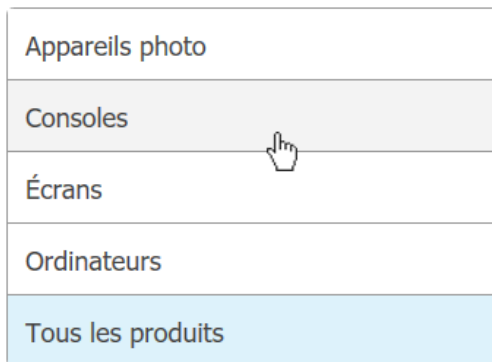 Appareils photo
Consoles
Écrans
Ordinateurs
Tous les produits